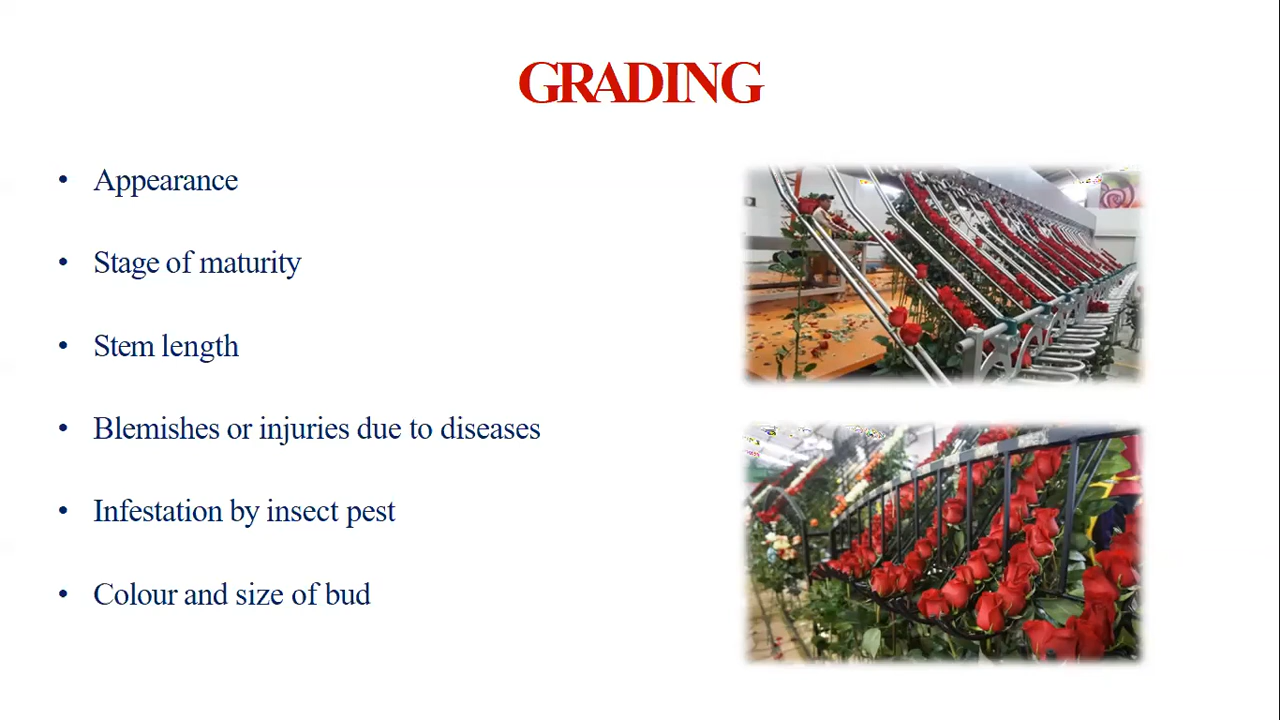 GRADING
• Appearance
• Stage of maturity
• Stem length
• Blemishes or injuries due to diseases
• Infestation by insect pest
• Colour and size of bud